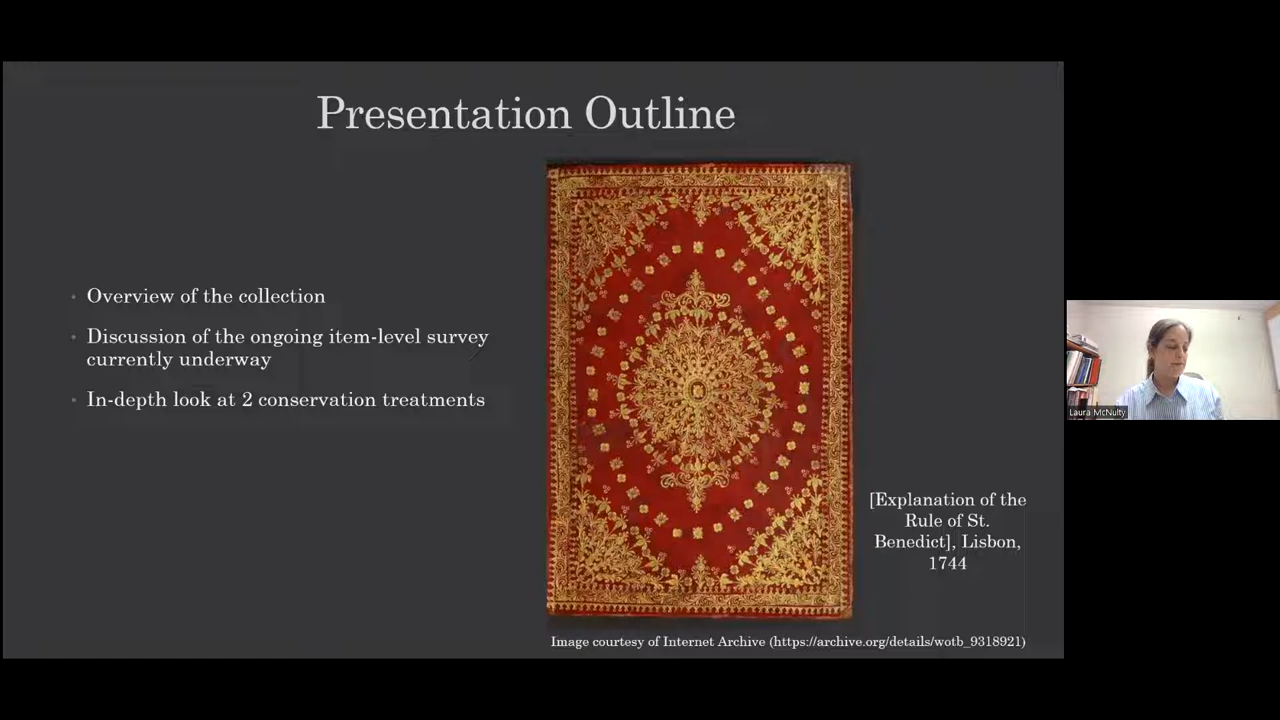 Presentation Outline
Overview of the collection
Discussion of the ongoing item-level survey
currently underway
In-depth look at 2 conservation treatments
[Explanation of the
Rule of St.
Benedict], Lisbon,
1744
Image courtesy of Internet Archive (https://archive.org/details/wotb_9318921)
Laura McNulty